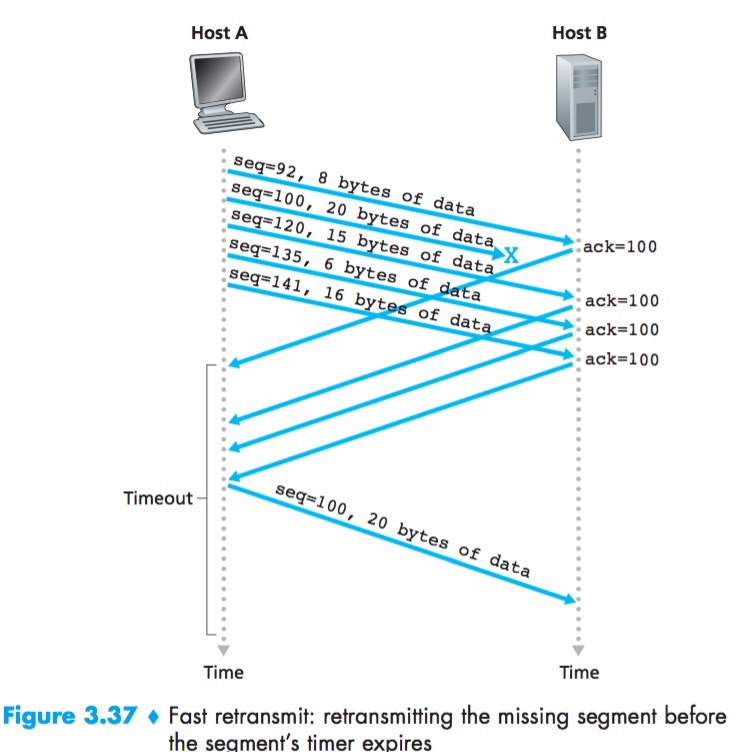 Host A
Host B
seq=92, 8 bytes of data
seq=100, 20 bytes of data
X
seq=120, 15 bytes of data
seq=135, 6 bytes of data
seq=141, 16 bytes of data
ack=100
ack=100
ack=100
ack=100
Timeout
seq=100, 20 bytes of data
Time
Time
Figure 3.37 ♦ Fast retransmit: retransmitting the missing segment before
the segment's timer expires